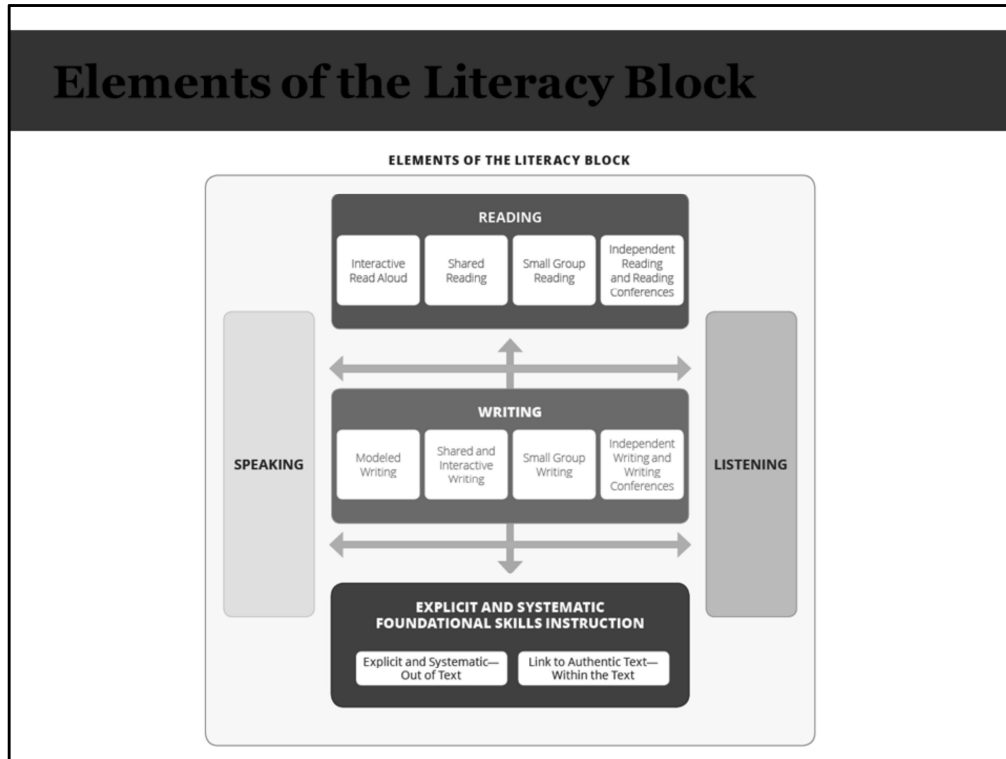 Elements of the Literacy Block
ELEMENTS OF THE LITERACY BLOCK
READING
Interactive
Read Aloud
Shared
Reading
Small Group
Reading
Independent
Reading
and Reading
Conferences
SPEAKING
WRITING
Modeled
Writing
Shared and
Interactive
Writing
Small Group
Writing
Independent
Writing and
Writing
Conferences
LISTENING
EXPLICIT AND SYSTEMATIC
FOUNDATIONAL SKILLS INSTRUCTION
Explicit and Systematic—
Out of Text
Link to Authentic Text—
Within the Text